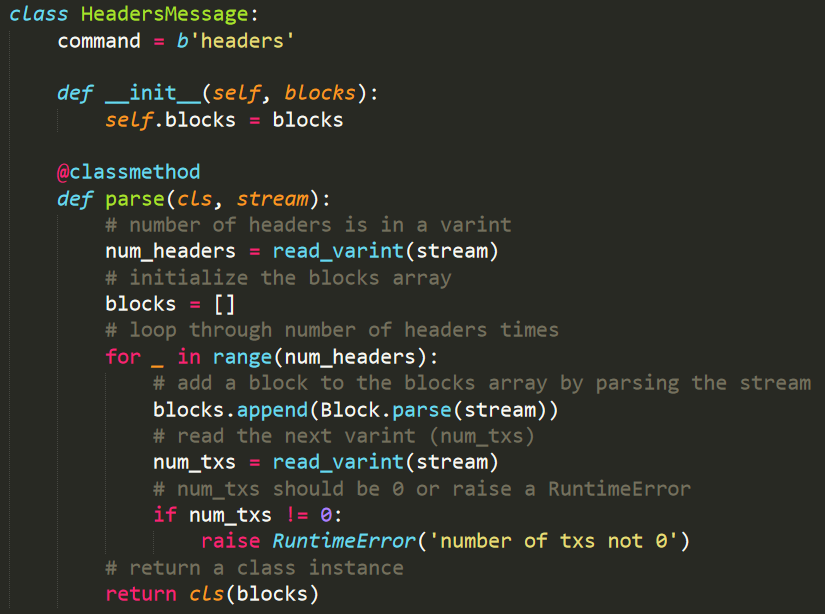 class HeadersMessage:
    command = b'headers'

    def __init__(self, blocks):
        self.blocks = blocks

    @classmethod
    def parse(cls, stream):
        # number of headers is in a varint
        num_headers = read_varint(stream)
        # initialize the blocks array
        blocks = []
        # loop through number of headers times
        for _ in range(num_headers):
            # add a block to the blocks array by parsing the stream
            blocks.append(Block.parse(stream))
            # read the next varint (num_txs)
            num_txs = read_varint(stream)
            # num_txs should be 0 or raise a RuntimeError
            if num_txs != 0:
                raise RuntimeError('number of txs not 0')
        # return a class instance
        return cls(blocks)